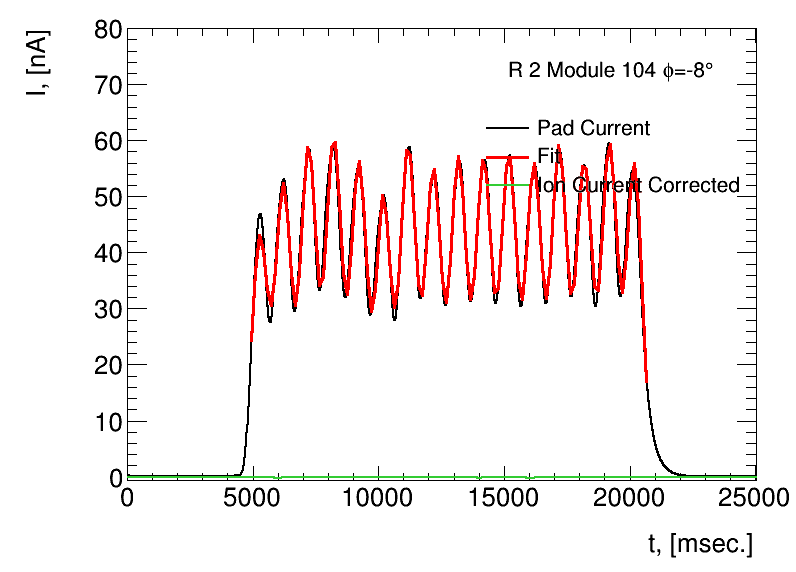 80
I, [nA]
R 2 Module 104 ϕ=-8°
70
Pad Current
60
Fit
Ion Current Corrected
50
40
30
20
10
0
0 5000 10000 15000 20000 25000
t, [msec.]